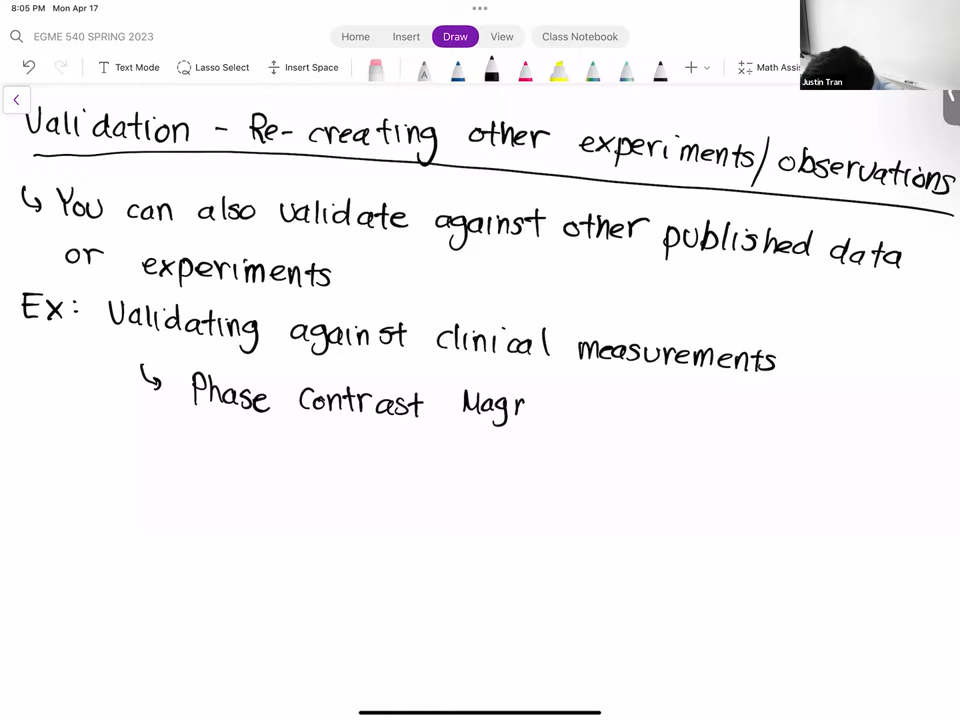 8:05 PM Mon Apr 17
EGME 540 SPRING 2023
Home Insert Draw View Class Notebook
Text Mode Lasso Select Insert Space Math Assis
Justin Tran
Validation - Re-creating other experiments/observations
↳ You can also validate against other published data
or experiments
Ex: Validating against clinical measurements
↳ Phase Contrast Magr